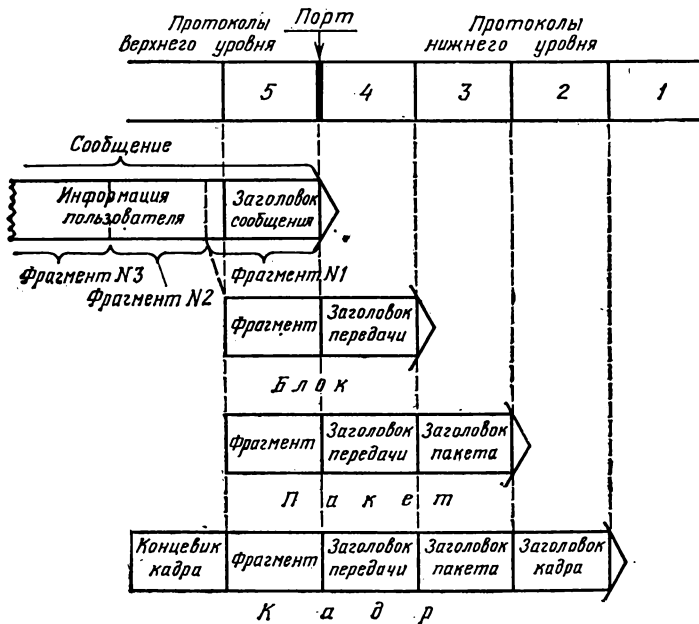 Протоколы верхнего уровня
Порт
Протоколы нижнего уровня
5 4 3 2 1
Сообщение
Информация пользователя
Заголовок сообщения
Фрагмент N3
Фрагмент N2
Фрагмент N1
Фрагмент
Заголовок передачи
Блок
Фрагмент
Заголовок передачи
Заголовок пакета
Пакет
Концевик кадра
Фрагмент
Заголовок передачи
Заголовок пакета
Заголовок кадра
Кадр